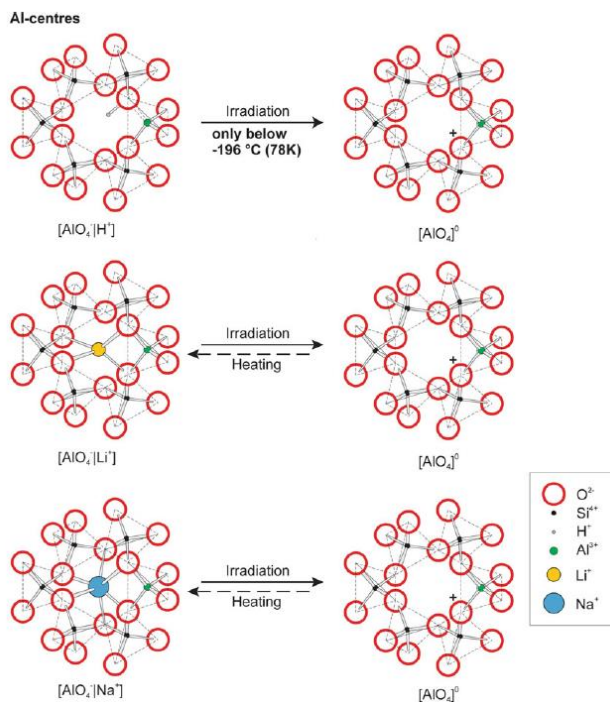 Al-centres
Irradiation
only below
-196 °C (78K)
+
[AlO₄⁻|H⁺]
[AlO₄]⁰
Irradiation
Heating
+
[AlO₄⁻|Li⁺]
[AlO₄]⁰
O²⁻
Si⁴⁺
H⁺
Al³⁺
Li⁺
Na⁺
Irradiation
Heating
+
[AlO₄⁻|Na⁺]
[AlO₄]⁰